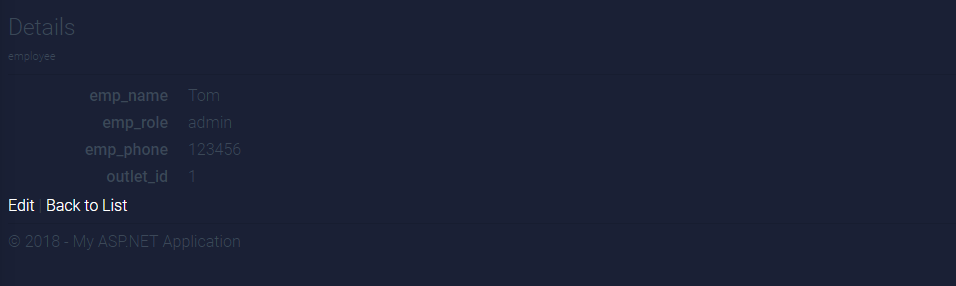 Details
employee
emp_name Tom
emp_role admin
emp_phone 123456
outlet_id 1
Edit | Back to List
© 2018 - My ASP.NET Application